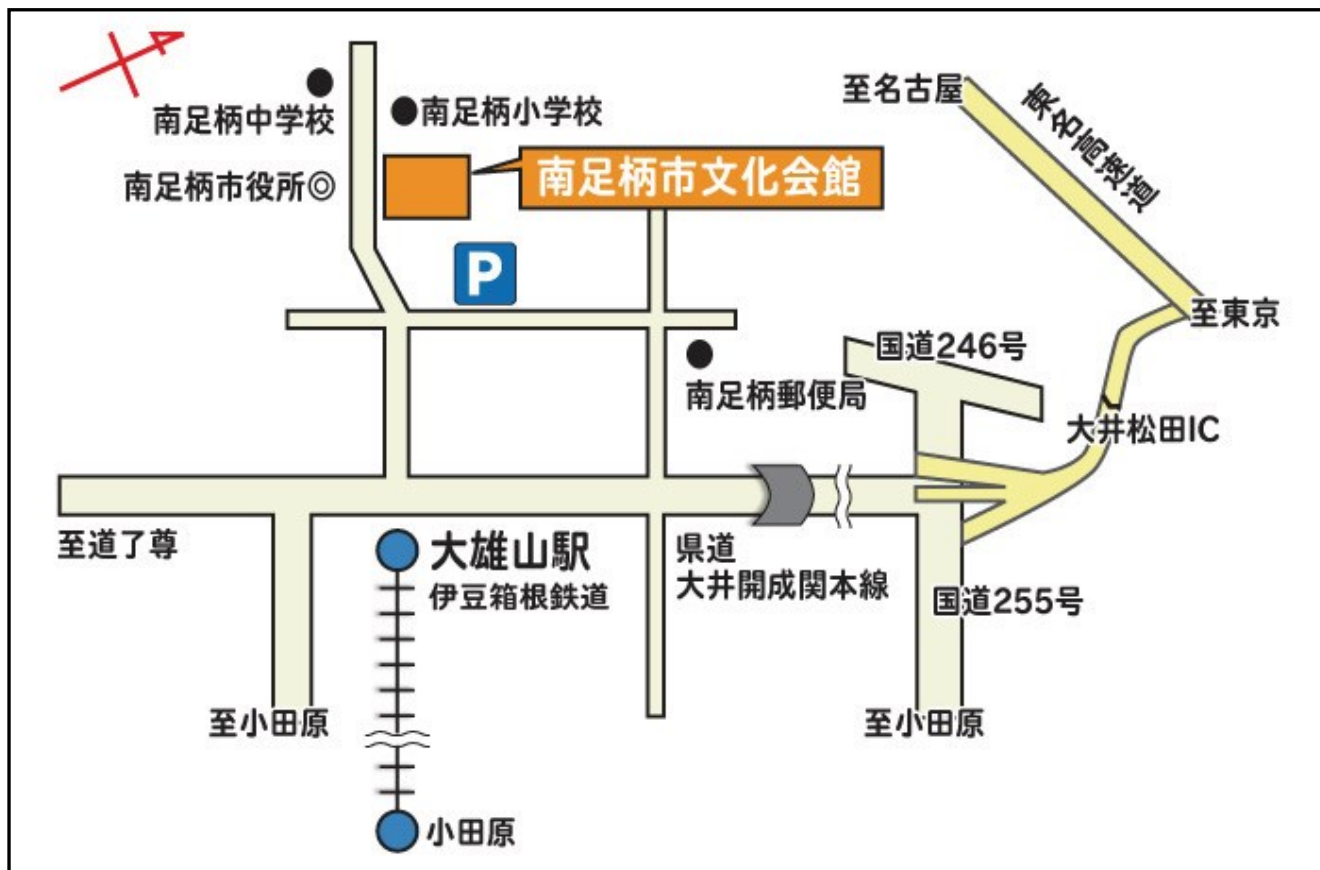 至名古屋
東名高速道
南足柄中学校
南足柄小学校
南足柄市役所◎
南足柄市文化会館
P
至東京
国道246号
南足柄郵便局
大井松田IC
至道了尊
大雄山駅
伊豆箱根鉄道
県道
大井開成関本線
国道255号
至小田原
至小田原
小田原